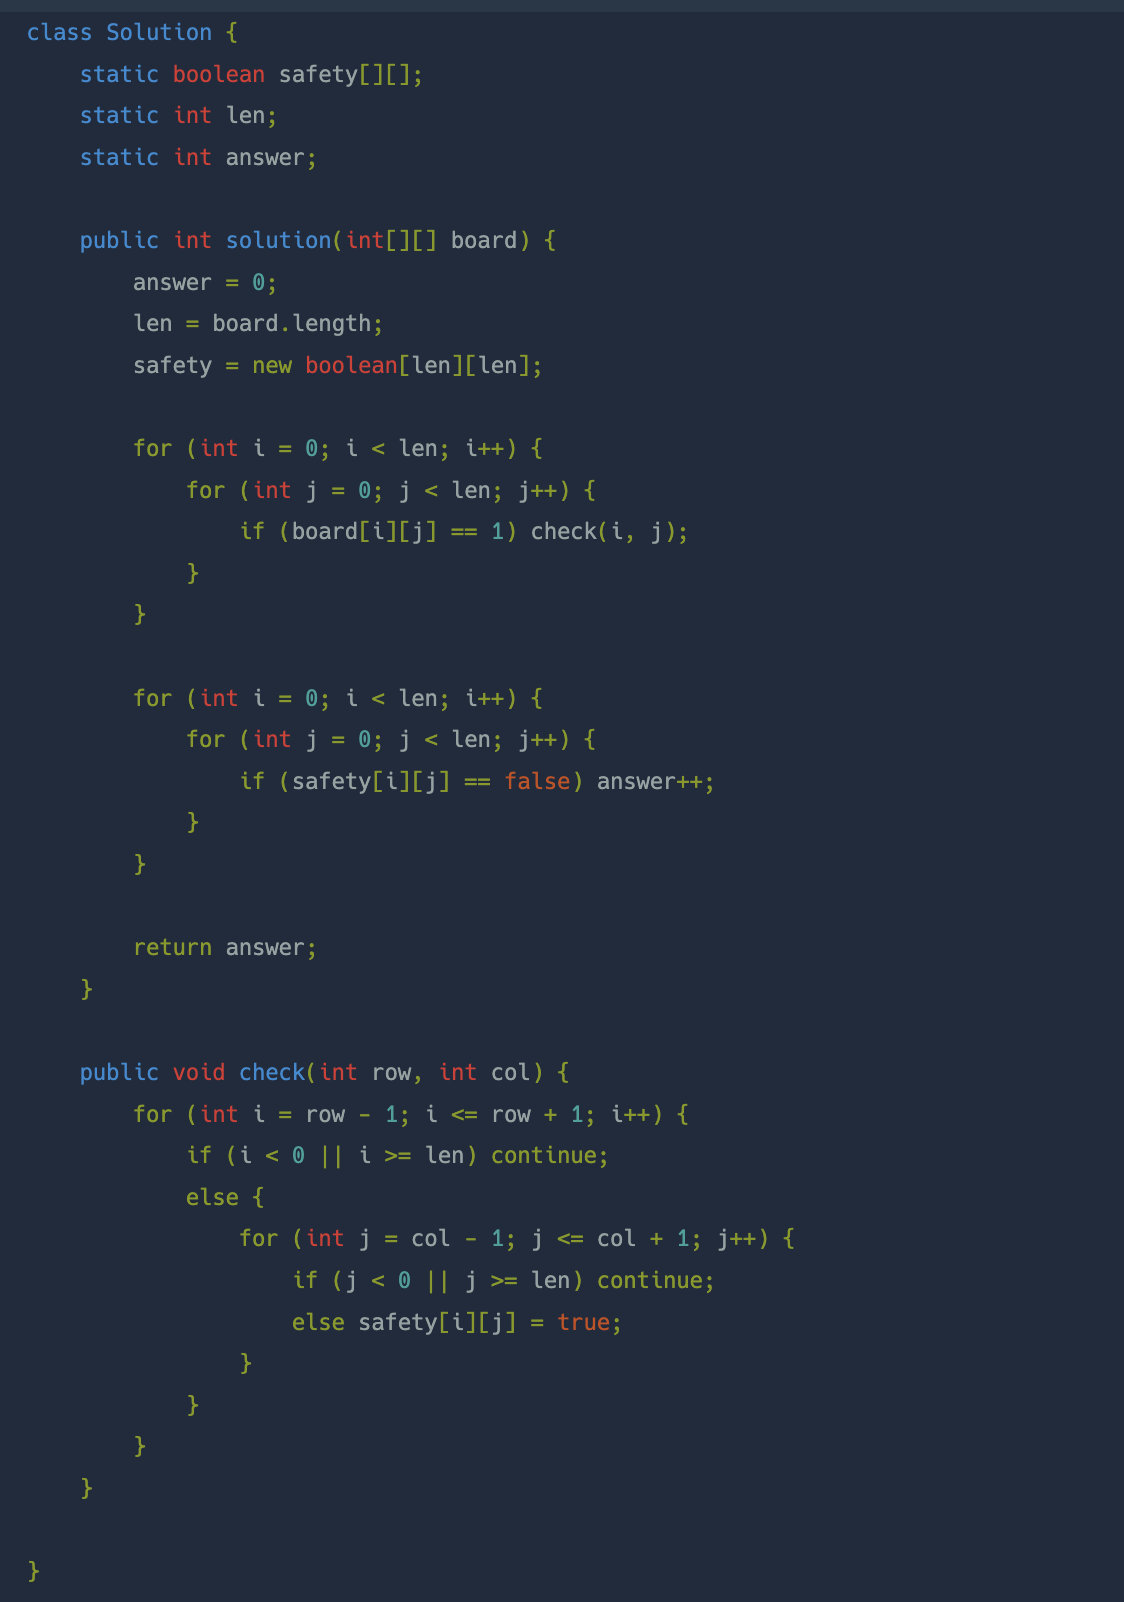 class Solution {
    static boolean safety[][];
    static int len;
    static int answer;

    public int solution(int[][] board) {
        answer = 0;
        len = board.length;
        safety = new boolean[len][len];

        for (int i = 0; i < len; i++) {
            for (int j = 0; j < len; j++) {
                if (board[i][j] == 1) check(i, j);
            }
        }

        for (int i = 0; i < len; i++) {
            for (int j = 0; j < len; j++) {
                if (safety[i][j] == false) answer++;
            }
        }

        return answer;
    }

    public void check(int row, int col) {
        for (int i = row - 1; i <= row + 1; i++) {
            if (i < 0 || i >= len) continue;
            else {
                for (int j = col - 1; j <= col + 1; j++) {
                    if (j < 0 || j >= len) continue;
                    else safety[i][j] = true;
                }
            }
        }
    }

}